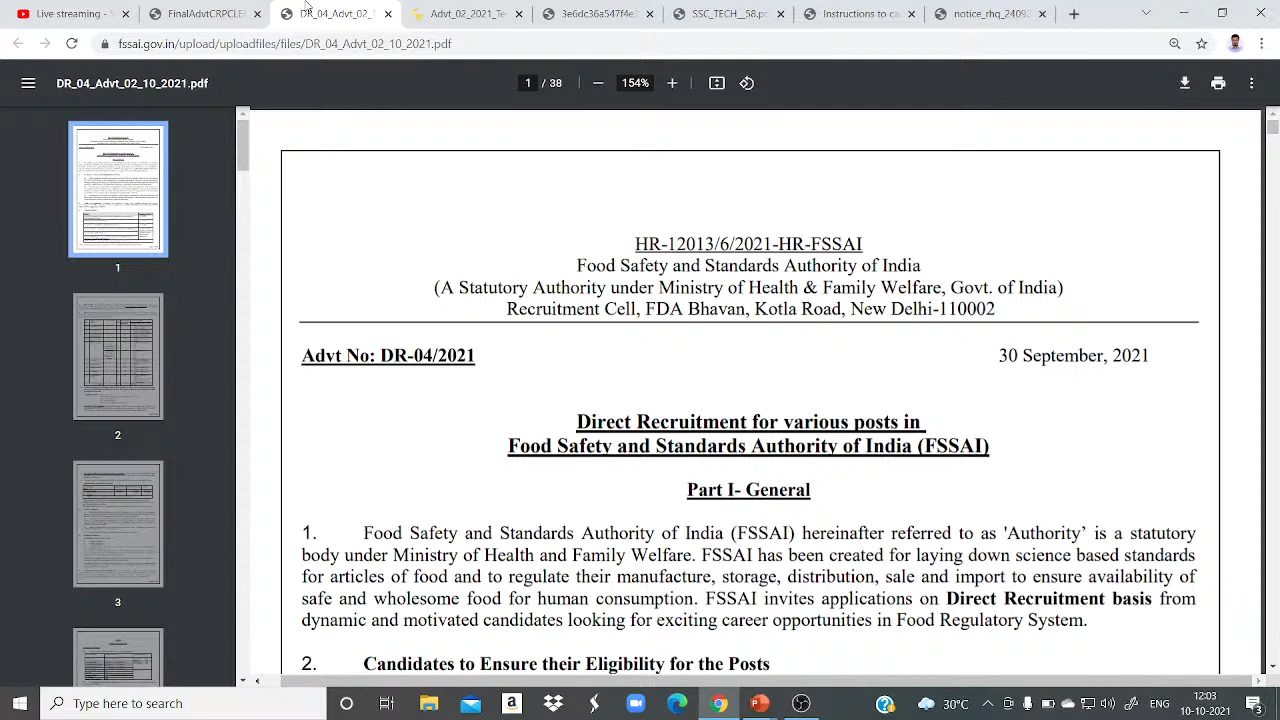 Live streaming -
FinalAdvtCRPCLE
DR_04_Advt_02_1
Advt-2_2021_Te
3e6dc36a547f4e
SSC
_58.p
Instructions to ca
notice_rhq_2409
fssai.gov.in/upload/uploadfiles/files/DR_04_Advt_02_10_2021.pdf
DR_04_Advt_02_10_2021.pdf
1 / 38
154%
1
2
3
HR-12013/6/2021-HR-FSSAI
Food Safety and Standards Authority of India
(A Statutory Authority under Ministry of Health & Family Welfare, Govt. of India)
Recruitment Cell, FDA Bhavan, Kotla Road, New Delhi-110002
Advt No: DR-04/2021 30 September, 2021
Direct Recruitment for various posts in
Food Safety and Standards Authority of India (FSSAI)
Part I- General
1. Food Safety and Standards Authority of India (FSSAI) hereinafter referred to as 'Authority' is a statutory
body under Ministry of Health and Family Welfare. FSSAI has been created for laying down science based standards
for articles of food and to regulate their manufacture, storage, distribution, sale and import to ensure availability of
safe and wholesome food for human consumption. FSSAI invites applications on Direct Recruitment basis from
dynamic and motivated candidates looking for exciting career opportunities in Food Regulatory System.
2. Candidates to Ensure their Eligibility for the Posts
Type here to search
30°C
12:03
10-10-2021